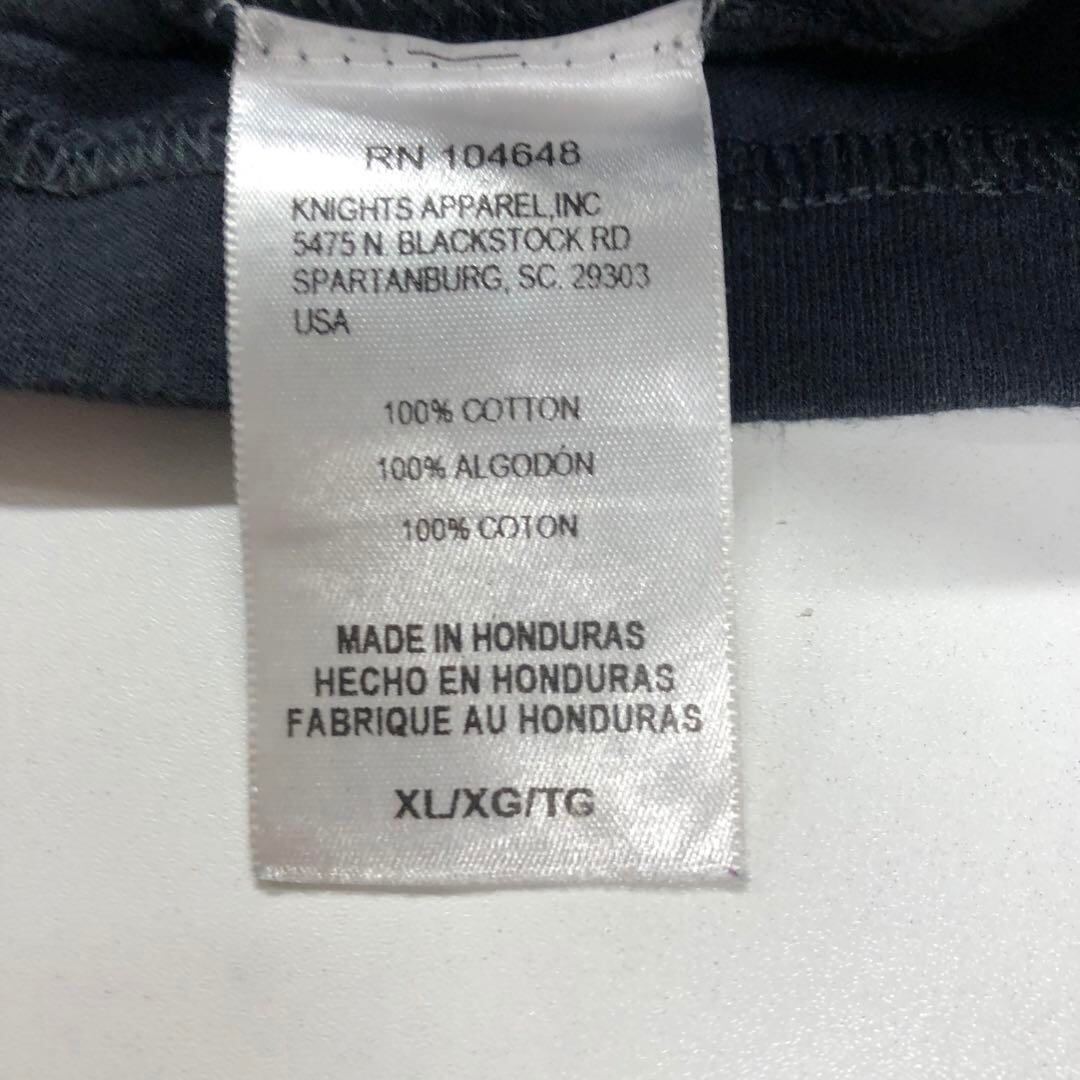 RN 104648
KNIGHTS APPAREL,INC
5475 N. BLACKSTOCK RD
SPARTANBURG, SC. 29303
USA
100% COTTON
100% ALGODÓN
100% COTON
MADE IN HONDURAS
HECHO EN HONDURAS
FABRIQUE AU HONDURAS
XL/XG/TG